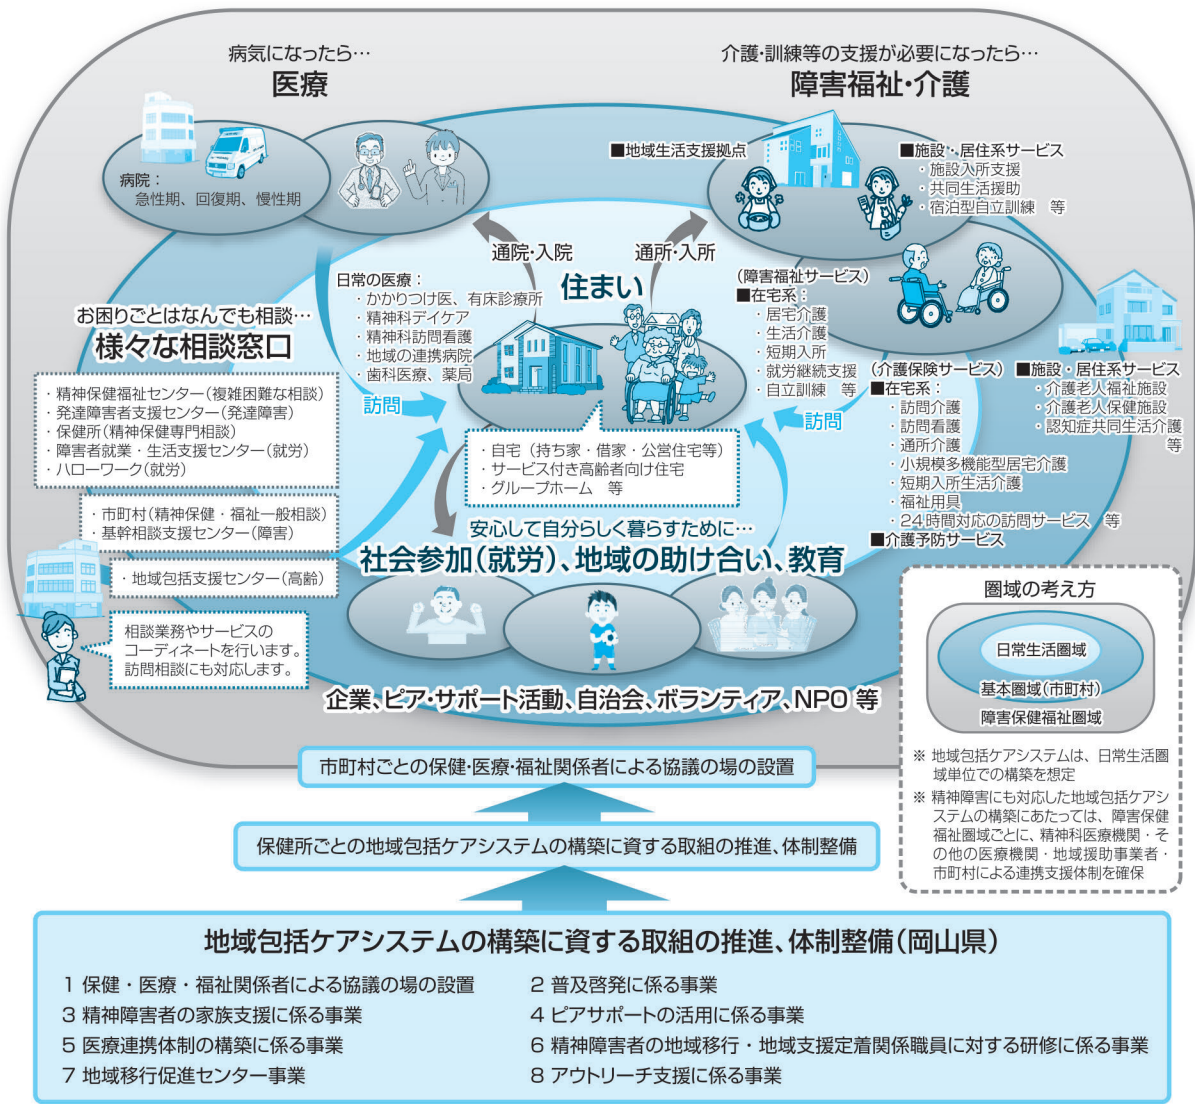 病気になったら…
医療
介護・訓練等の支援が必要になったら…
障害福祉・介護
病院：
急性期、回復期、慢性期
■地域生活支援拠点
■施設・居住系サービス
・施設入所支援
・共同生活援助
・宿泊型自立訓練　等
通院・入院
通所・入所
日常の医療：
・かかりつけ医、有床診療所
・精神科デイケア
・精神科訪問看護
・地域の連携病院
・歯科医療、薬局
訪問
住まい
(障害福祉サービス)
■在宅系：
・居宅介護
・生活介護
・短期入所
・就労継続支援
・自立訓練　等
訪問
(介護保険サービス)
■在宅系：
・訪問介護
・訪問看護
・通所介護
・小規模多機能型居宅介護
・短期入所生活介護
・福祉用具
・24時間対応の訪問サービス　等
■介護予防サービス
■施設・居住系サービス
・介護老人福祉施設
・介護老人保健施設
・認知症共同生活介護
等
お困りごとはなんでも相談…
様々な相談窓口
・精神保健福祉センター(複雑困難な相談)
・発達障害者支援センター(発達障害)
・保健所(精神保健専門相談)
・障害者就業・生活支援センター(就労)
・ハローワーク(就労)
・市町村(精神保健・福祉一般相談)
・基幹相談支援センター(障害)
・地域包括支援センター(高齢)
相談業務やサービスの
コーディネートを行います。
訪問相談にも対応します。
・自宅（持ち家・借家・公営住宅等）
・サービス付き高齢者向け住宅
・グループホーム　等
安心して自分らしく暮らすために…
社会参加(就労)、地域の助け合い、教育
企業、ピア・サポート活動、自治会、ボランティア、NPO 等
圏域の考え方
日常生活圏域
基本圏域(市町村)
障害保健福祉圏域
※ 地域包括ケアシステムは、日常生活圏
域単位での構築を想定
※ 精神障害にも対応した地域包括ケアシ
ステムの構築にあたっては、障害保健
福祉圏域ごとに、精神科医療機関・そ
の他の医療機関・地域援助事業者・
市町村による連携支援体制を確保
市町村ごとの保健・医療・福祉関係者による協議の場の設置
保健所ごとの地域包括ケアシステムの構築に資する取組の推進、体制整備
地域包括ケアシステムの構築に資する取組の推進、体制整備(岡山県)
1 保健・医療・福祉関係者による協議の場の設置
2 普及啓発に係る事業
3 精神障害者の家族支援に係る事業
4 ピアサポートの活用に係る事業
5 医療連携体制の構築に係る事業
6 精神障害者の地域移行・地域支援定着関係職員に対する研修に係る事業
7 地域移行促進センター事業
8 アウトリーチ支援に係る事業